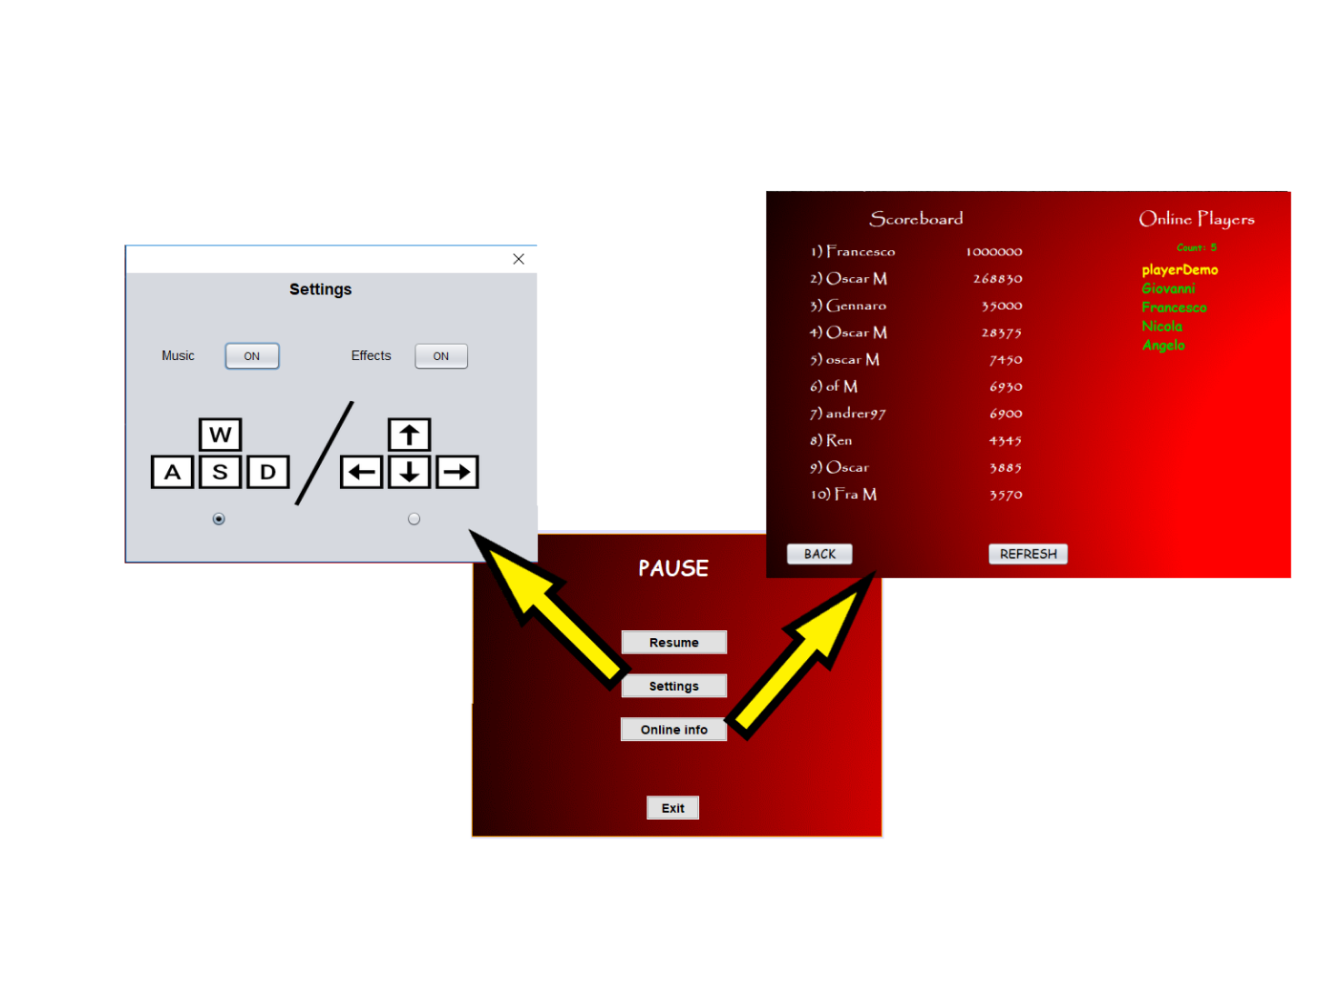 Settings
Music ON Effects ON
W
A S D
Scoreboard
1) Francesco 1000000
2) Oscar M 268830
3) Gennaro 35000
4) Oscar M 28375
5) oscar M 7450
6) of M 6930
7) andrer97 6900
8) Ren 4345
9) Oscar 3885
10) Fra M 3570
Online Players
Count: 5
playerDemo
Giovanni
Francesco
Nicola
Angelo
BACK REFRESH
PAUSE
Resume
Settings
Online info
Exit